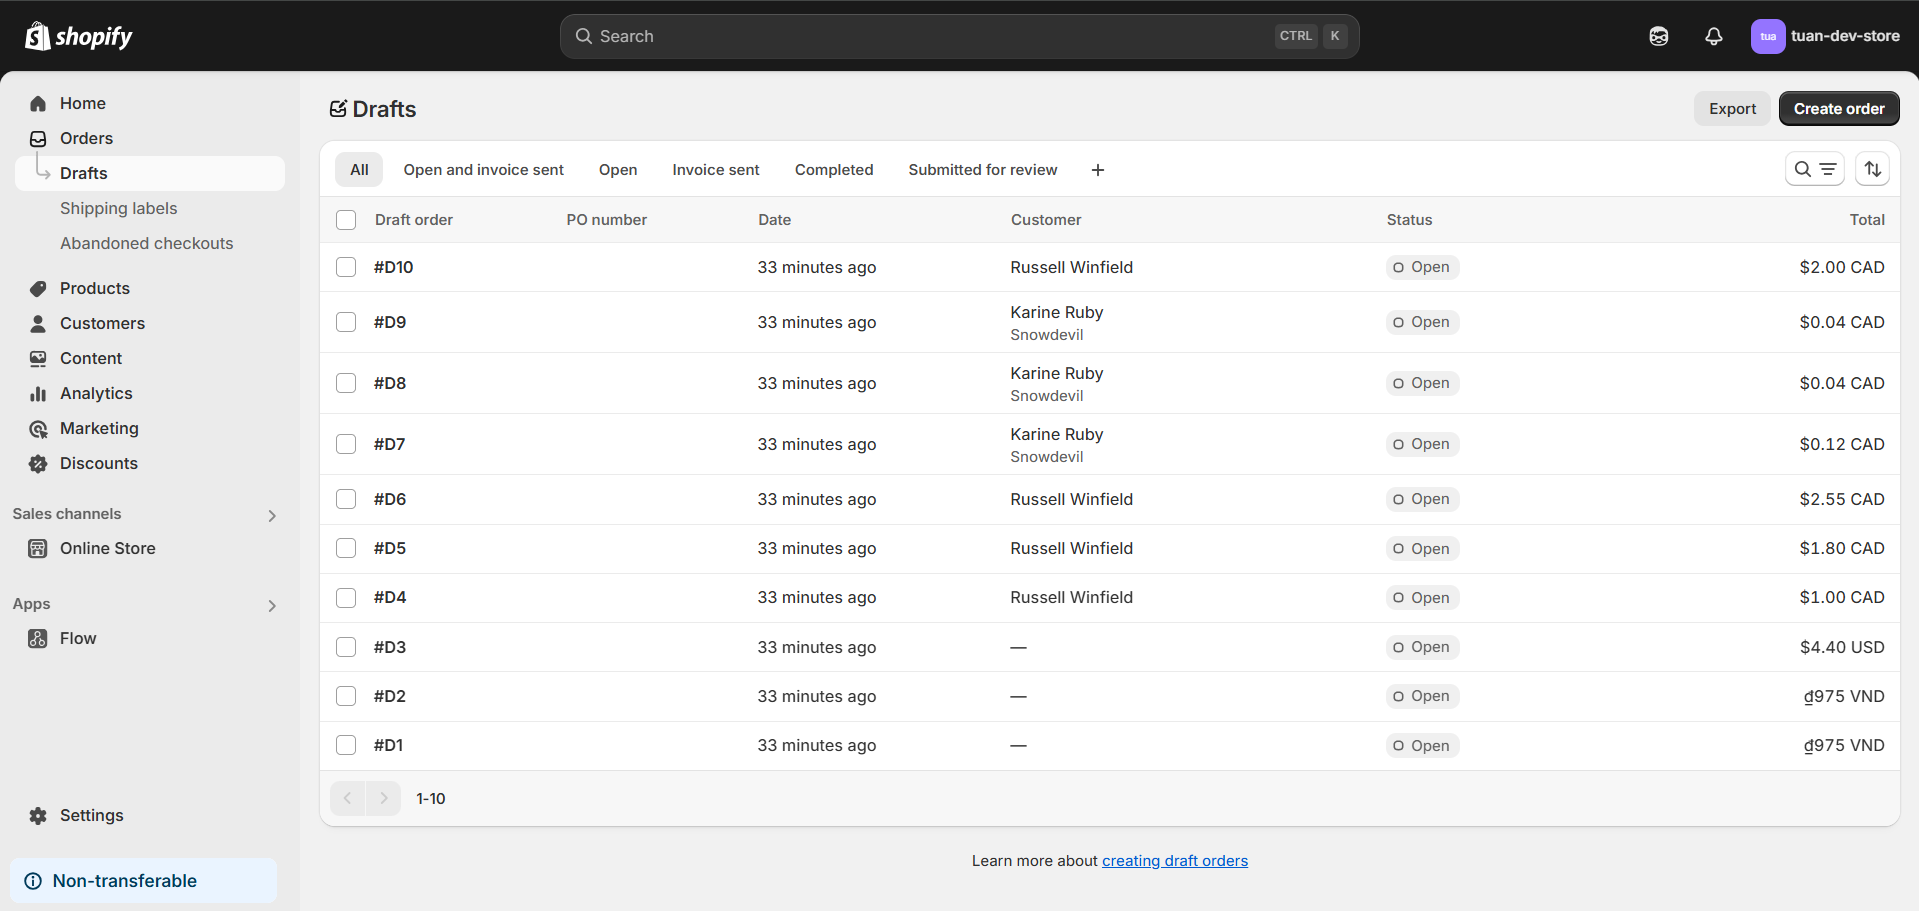 shopify
Search
CTRL K
tua
tuan-dev-store
Home
Orders
Drafts
Shipping labels
Abandoned checkouts
Products
Customers
Content
Analytics
Marketing
Discounts
Sales channels
Online Store
Apps
Flow
Settings
Non-transferable
Drafts
Export
Create order
All Open and invoice sent Open Invoice sent Completed Submitted for review +
Draft order PO number Date Customer Status Total
#D10 33 minutes ago Russell Winfield Open $2.00 CAD
#D9 33 minutes ago Karine Ruby Open $0.04 CAD
Snowdevil
#D8 33 minutes ago Karine Ruby Open $0.04 CAD
Snowdevil
#D7 33 minutes ago Karine Ruby Open $0.12 CAD
Snowdevil
#D6 33 minutes ago Russell Winfield Open $2.55 CAD
#D5 33 minutes ago Russell Winfield Open $1.80 CAD
#D4 33 minutes ago Russell Winfield Open $1.00 CAD
#D3 33 minutes ago — Open $4.40 USD
#D2 33 minutes ago — Open ₫975 VND
#D1 33 minutes ago — Open ₫975 VND
1-10
Learn more about creating draft orders